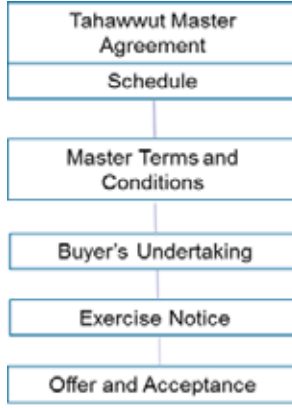 Tahawwut Master
Agreement
Schedule
Master Terms and
Conditions
Buyer's Undertaking
Exercise Notice
Offer and Acceptance